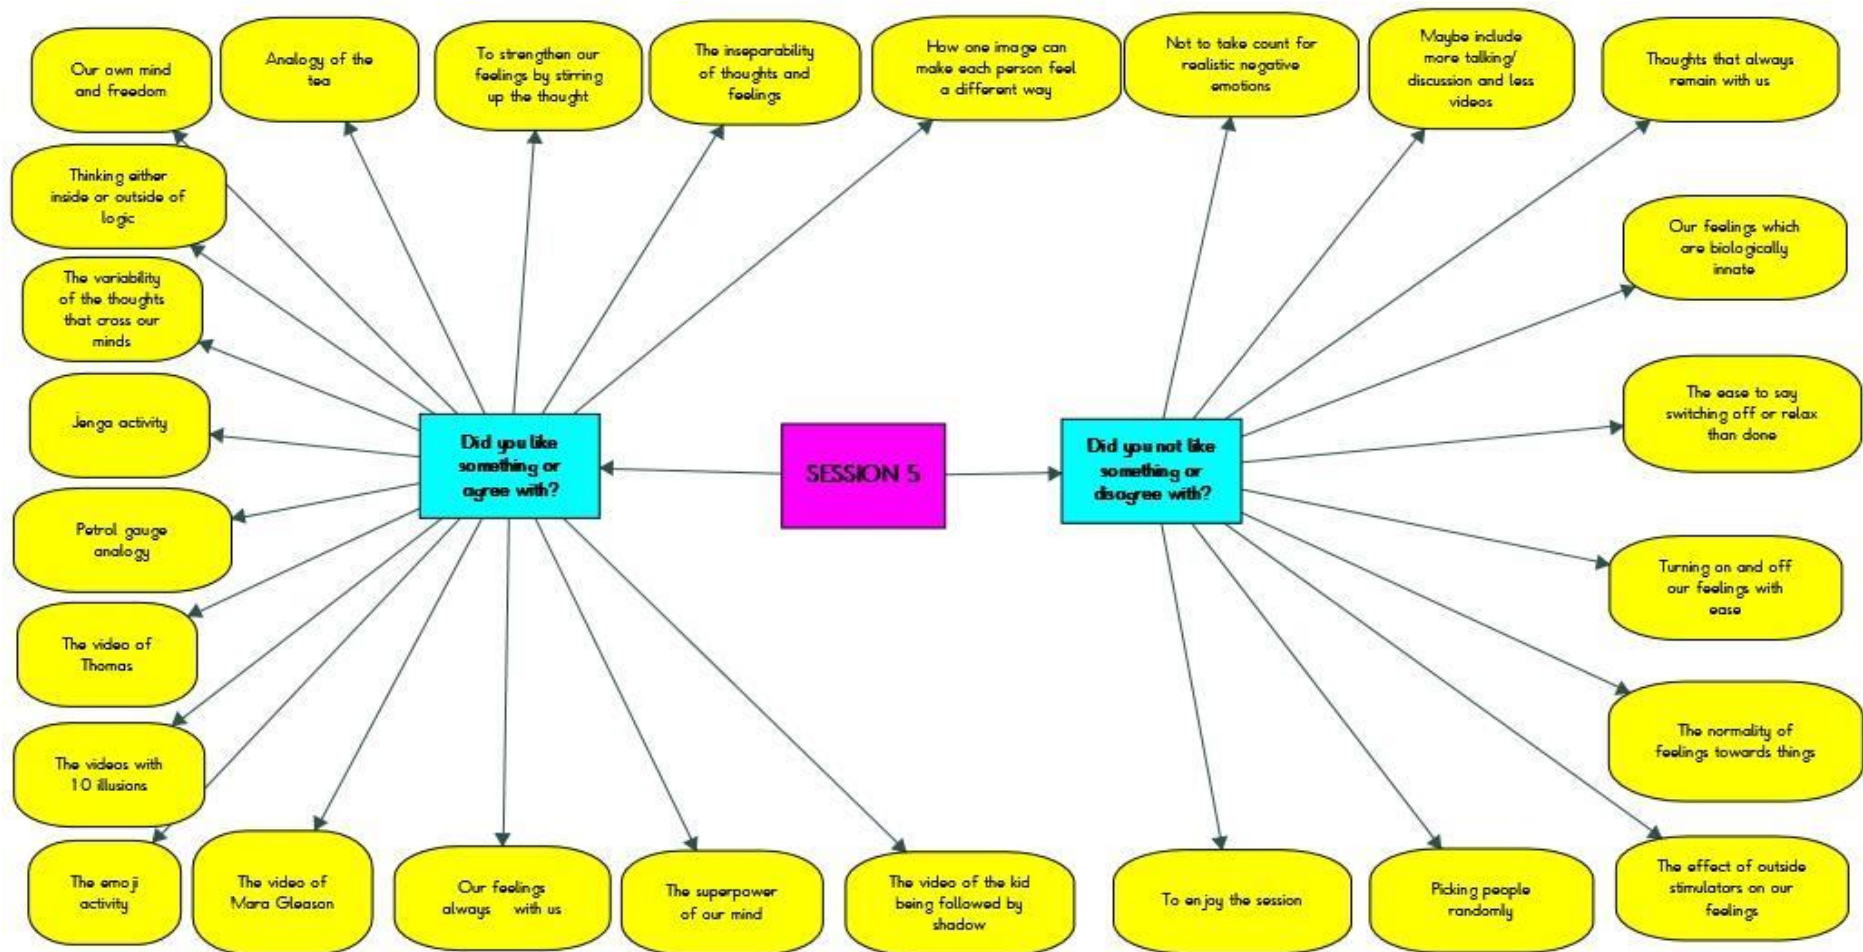 Our own mind
and freedom
Analogy of the
tea
To strengthen our
feelings by stirring
up the thought
The inseparability
of thoughts and
feelings
How one image can
make each person feel
a different way
Not to take count for
realistic negative
emotions
Maybe include
more talking/
discussion and less
videos
Thoughts that always
remain with us
Thinking either
inside or outside of
logic
Our feelings which
are biologically
innate
The variability
of the thoughts
that cross our
minds
Jenga activity
The ease to say
switching off or relax
than done
Did you like
something or
agree with?
SESSION 5
Did you not like
something or
disagree with?
Petrol gauge
analogy
Turning on and off
our feelings with
ease
The video of
Thomas
The normality of
feelings towards things
The videos with
10 illusions
The emoji
activity
The video of
Mara Gleason
Our feelings
always with us
The superpower
of our mind
The video of the kid
being followed by
shadow
To enjoy the session
Picking people
randomly
The effect of outside
stimulators on our
feelings